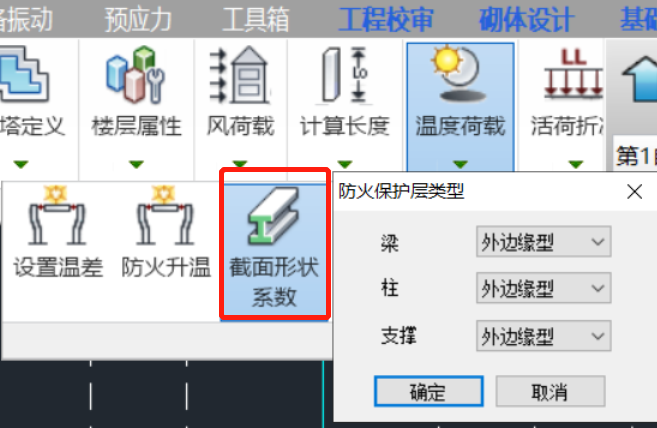 备振动 预应力 工具箱 工程校审 砌体设计 基础
塔定义 楼层属性 风荷载 计算长度 温度荷载 活荷折减
Lo LL
第1
防火保护层类型
设置温差 防火升温 截面形状
系数
梁 外边缘型
柱 外边缘型
支撑 外边缘型
确定 取消